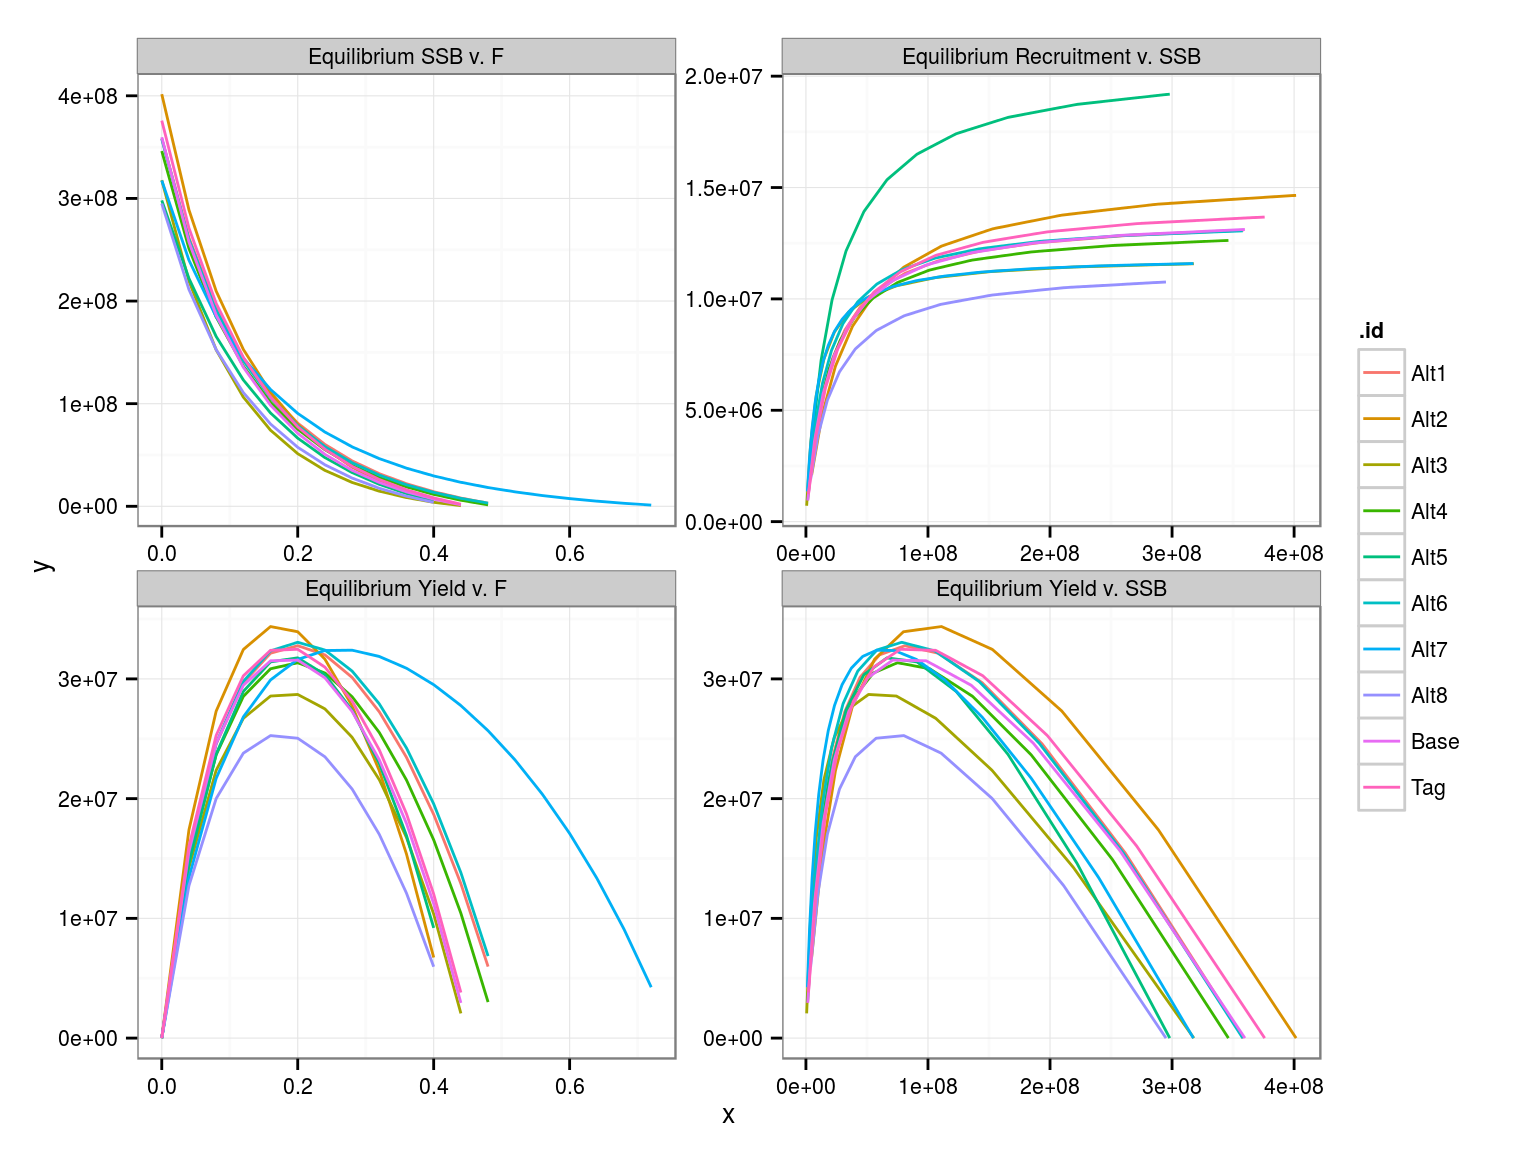 Equilibrium SSB v. F
4e+08
3e+08
2e+08
1e+08
0e+00
0.0 0.2 0.4 0.6
Equilibrium Recruitment v. SSB
2.0e+07
1.5e+07
1.0e+07
5.0e+06
0.0e+00
0e+00 1e+08 2e+08 3e+08 4e+08
y
Equilibrium Yield v. F
3e+07
2e+07
1e+07
0e+00
0.0 0.2 0.4 0.6
Equilibrium Yield v. SSB
3e+07
2e+07
1e+07
0e+00
0e+00 1e+08 2e+08 3e+08 4e+08
x
.id
Alt1
Alt2
Alt3
Alt4
Alt5
Alt6
Alt7
Alt8
Base
Tag